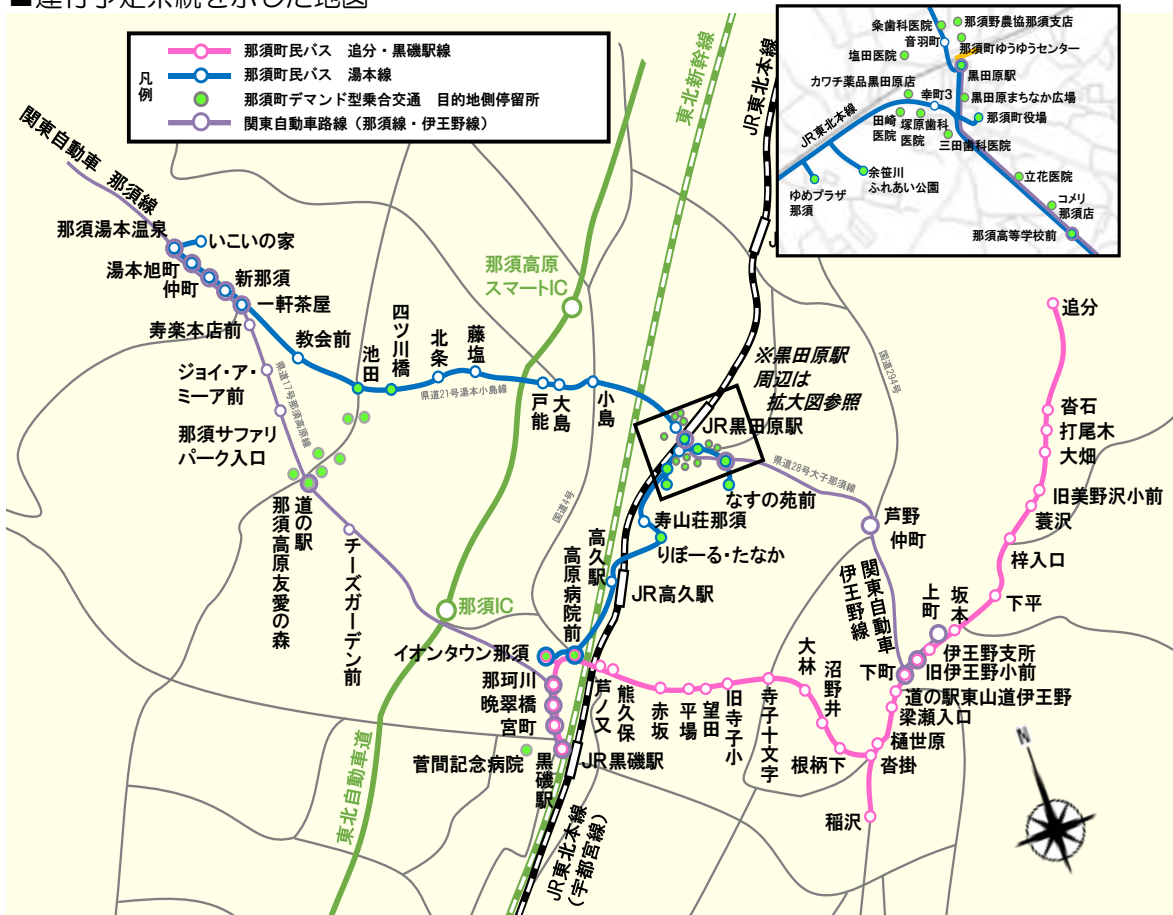 ■運行予定系統を示した地図
凡例
那須町民バス 追分・黒磯駅線
那須町民バス 湯本線
那須町デマンド型乗合交通 目的地側停留所
関東自動車路線（那須線・伊王野線）
粂歯科医院
那須野農協那須支店
音羽町
那須町ゆうゆうセンター
塩田医院
黒田原駅
カワチ薬品黒田原店
幸町3
黒田原まちなか広場
那須町役場
JR東北本線
田崎
医院
塚原歯科
医院
三田歯科医院
余笹川
ふれあい公園
立花医院
ゆめプラザ
那須
コメリ
那須店
那須高等学校前
東北新幹線
JR東北本線
関東自動車 那須線
那須湯本温泉
いこいの家
湯本旭町
仲町
新那須
一軒茶屋
寿楽本店前
教会前
ジョイ・ア・
ミーア前
県道17号那須高原線
那須サファリ
パーク入口
池田
四ツ川橋
北条
藤塩
県道21号湯本小島線
戸能
大島
小島
那須高原
スマートIC
※黒田原駅
周辺は
拡大図参照
国道294号
J
JR黒田原駅
県道28号大子那須線
なすの苑前
寿山荘那須
りぼーる・たなか
国道4号
高久駅
JR高久駅
高原病院前
道の駅
那須高原友愛の森
チーズガーデン前
那須IC
イオンタウン那須
那珂川
晩翠橋
宮町
黒磯駅
JR黒磯駅
菅間記念病院
東北自動車道
JR東北本線
（宇都宮線）
芦ノ又
熊久保
赤坂
平場
望田
旧寺子小
寺子十文字
大林
沼野井
根柄下
沓掛
稲沢
樋世原
梁瀬入口
道の駅東山道伊王野
下町
旧伊王野小前
伊王野支所
上町
坂本
関東自動車
伊王野線
芦野
仲町
下平
梓入口
蓑沢
旧美野沢小前
大畑
打尾木
沓石
追分
N